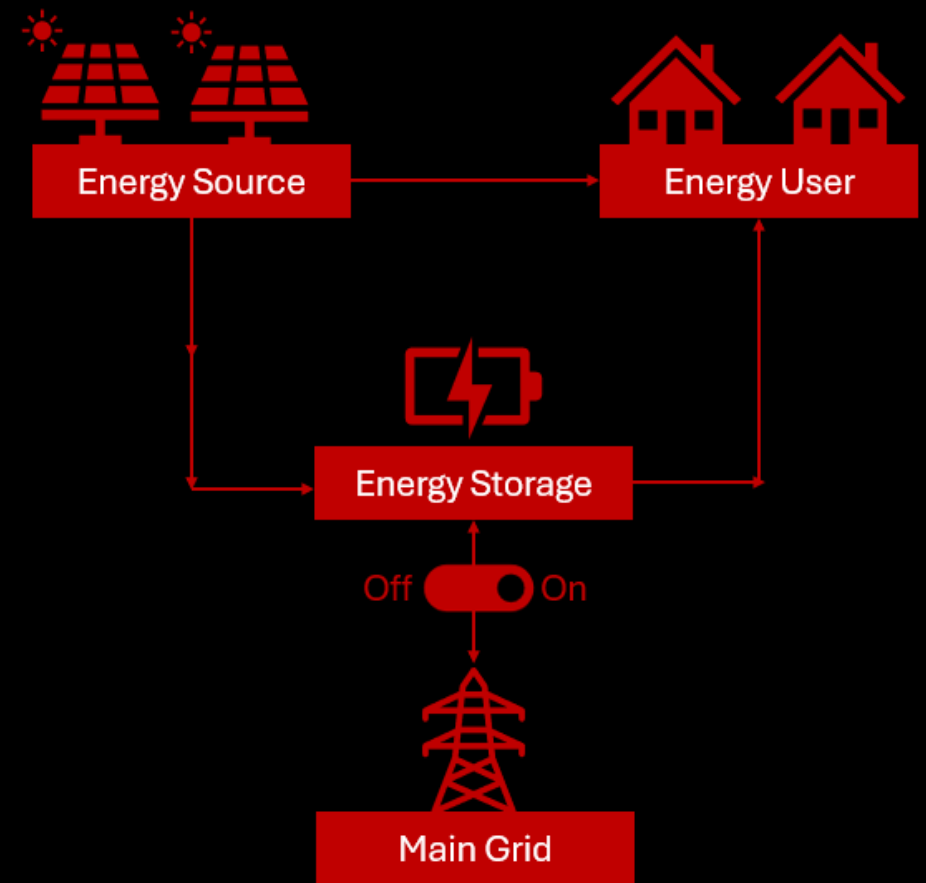 Energy Source
Energy User
Energy Storage
Off
On
Main Grid